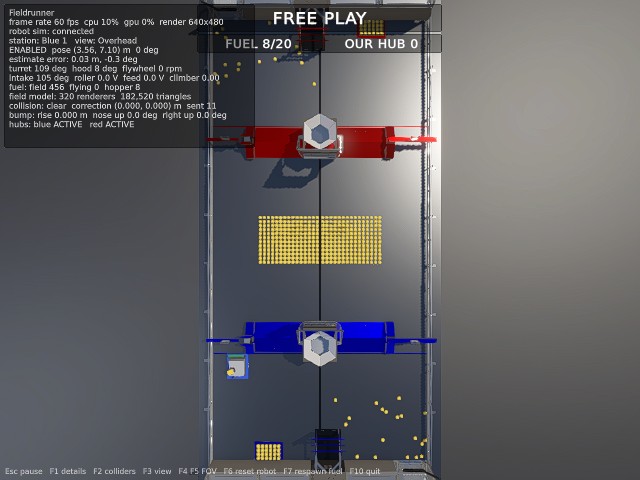 Fieldrunner
frame rate 60 fps cpu 10% gpu 0% render 640x480
robot sim: connected
station: Blue 1 view: Overhead
ENABLED pose (3.56, 7.10) m 0 deg
estimate error: 0.03 m, -0.3 deg
turret 109 deg hood 8 deg flywheel 0 rpm
intake 105 deg roller 0.0 V feed 0.0 V climber 0.00
fuel: field 456 flying 0 hopper 8
field model: 320 renderers 182,520 triangles
collision: clear correction (0.000, 0.000) m sent 11
bump: rise 0.000 m nose up 0.0 deg right up 0.0 deg
hubs: blue ACTIVE red ACTIVE
FREE PLAY
FUEL 8/20 OUR HUB 0
Esc pause F1 details F2 colliders F3 view F4 F5 FOV F6 reset robot F7 respawn fuel F10 quit